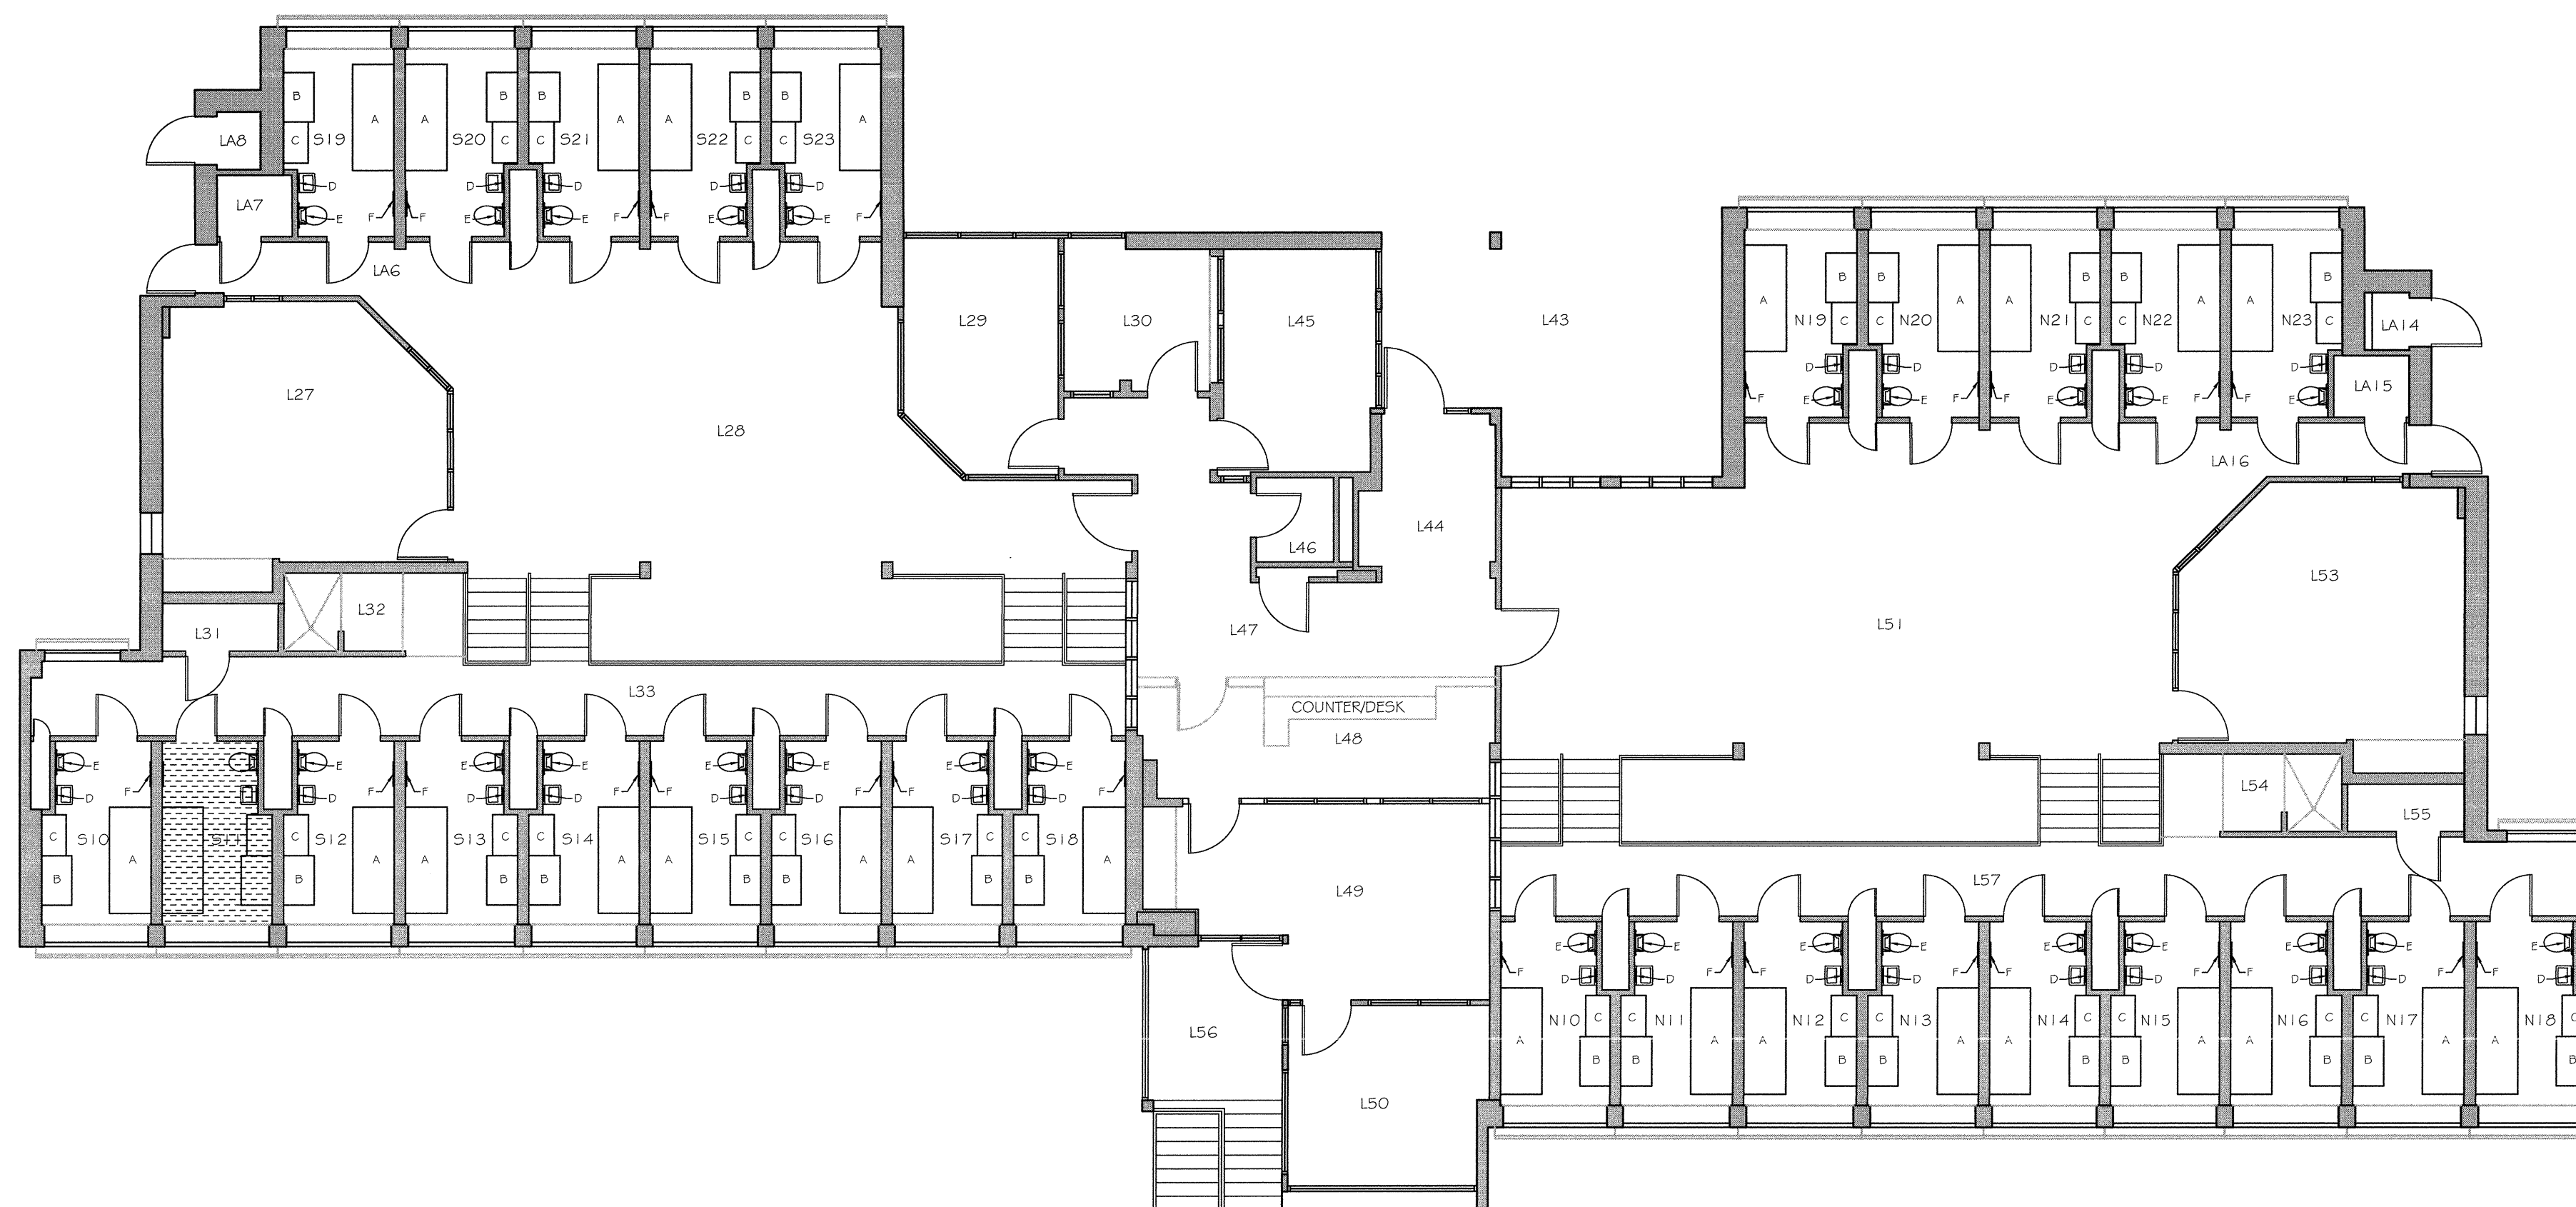 B A A B B A A B B A
LA8 C S19 S20 C C S21 S22 C C S23
D D D D D
LA7 E F F E E F F E E F
LA6
B B B B B
A A A A A
L29 L30 L45 L43 N19 C C N20 N21 C C N22 N23 C LA14
D D D D D
LA15
F E E F F E E F F E
L27
L28
LA16
L44
L46
L53
L32
L31
L47
L51
L33
COUNTER/DESK
L48
E E E E E E E E
F F F F F F F
D D D D D D D D
L54
L55
S10 C S11 C S12 S13 C C S14 S15 C C S16 S17 C C S18
A A A A A A A A
B B B B B B B B
L49
L57
E E E E E E E E
F F F F F F F F F
D D D D D D D D
L56
N10 C C N11 N12 C C N13 N14 C C N15 N16 C C N17 N18 C
A A A A A A A A A
B B B B B B B B B
L50